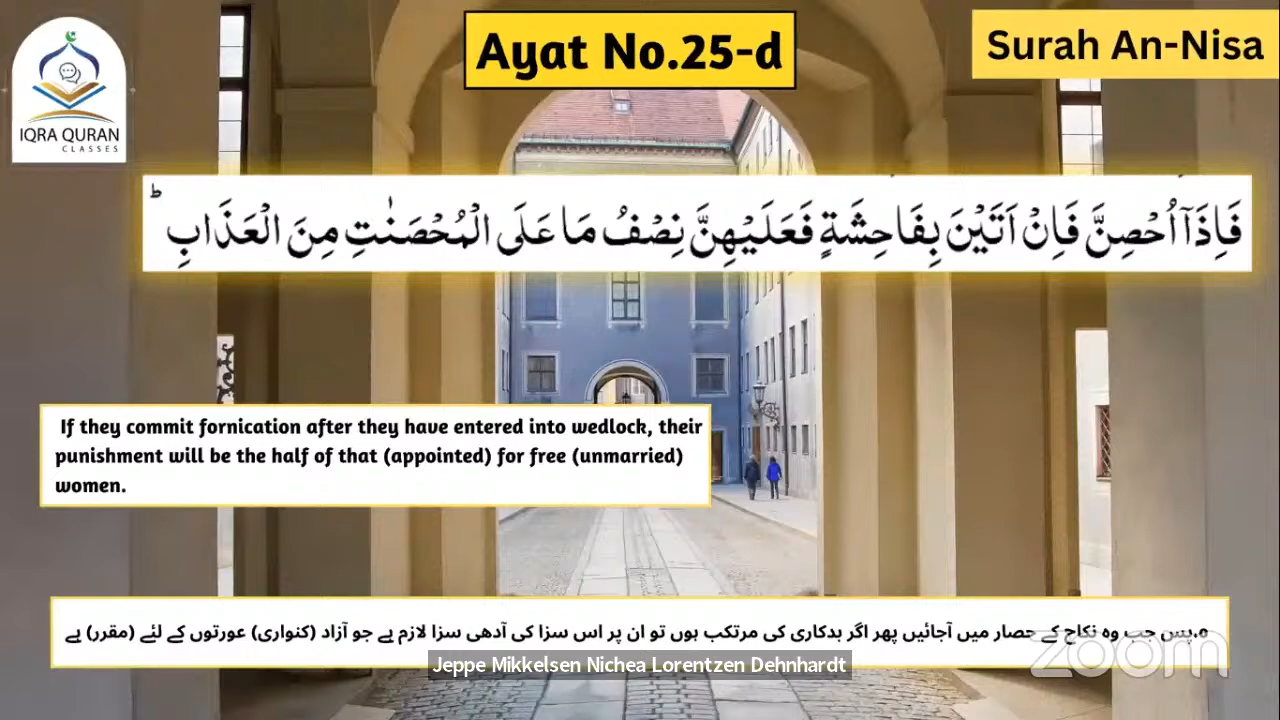 IQRA QURAN
CLASSES
Ayat No.25-d
Surah An-Nisa
فَاِذَاۤ اُحْصِنَّ فَاِنْ اَتَيْنَ بِفَاحِشَةٍ فَعَلَيْهِنَّ نِصْفُ مَا عَلَى الْمُحْصَنٰتِ مِنَ الْعَذَابِ ؕ
If they commit fornication after they have entered into wedlock, their
punishment will be the half of that (appointed) for free (unmarried)
women.
o.پس جب وہ نکاح کے حصار میں آجائیں پھر اگر بدکاری کی مرتکب ہوں تو ان پر اس سزا کی آدھی سزا لازم ہے جو آزاد (کنواری) عورتوں کے لئے (مقرر) ہے
Jeppe Mikkelsen Nichea Lorentzen Dehnhardt
zoom